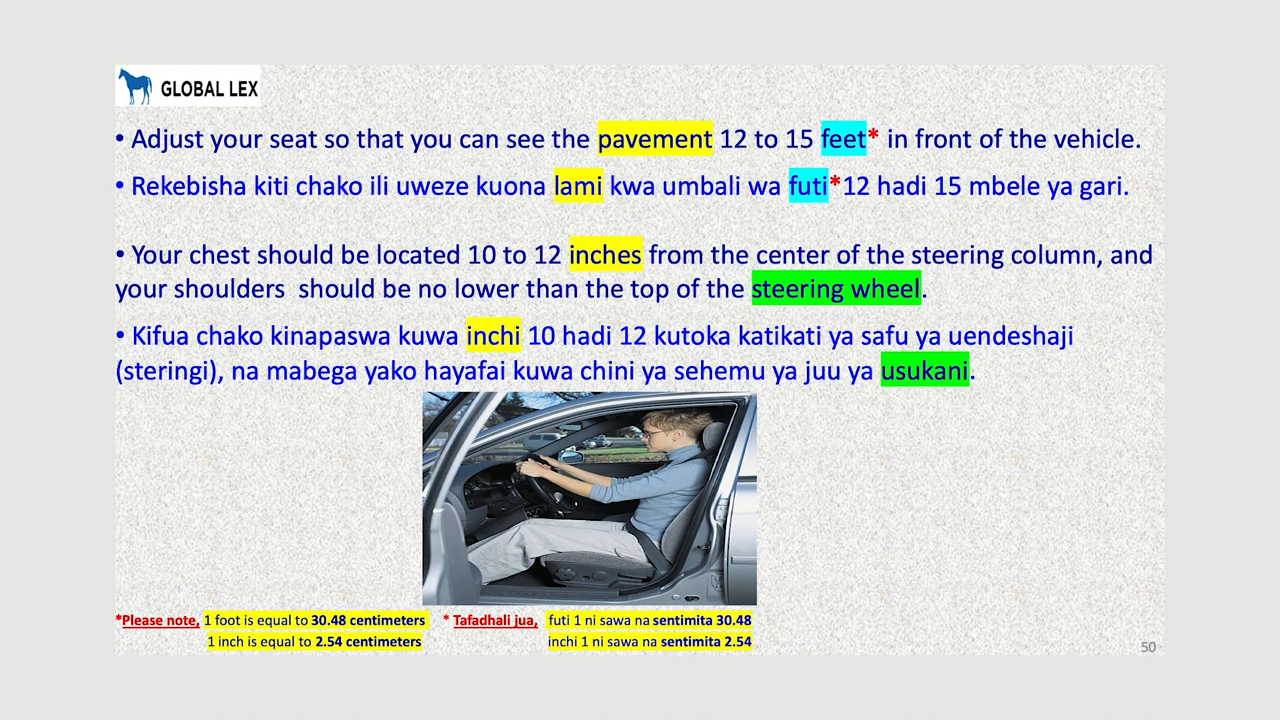 GLOBAL LEX
• Adjust your seat so that you can see the pavement 12 to 15 feet* in front of the vehicle.
• Rekebisha kiti chako ili uweze kuona lami kwa umbali wa futi*12 hadi 15 mbele ya gari.
• Your chest should be located 10 to 12 inches from the center of the steering column, and
your shoulders  should be no lower than the top of the steering wheel.
• Kifua chako kinapaswa kuwa inchi 10 hadi 12 kutoka katikati ya safu ya uendeshaji
(steringi), na mabega yako hayafai kuwa chini ya sehemu ya juu ya usukani.
*Please note, 1 foot is equal to 30.48 centimeters
1 inch is equal to 2.54 centimeters
* Tafadhali jua, futi 1 ni sawa na sentimita 30.48
inchi 1 ni sawa na sentimita 2.54
50